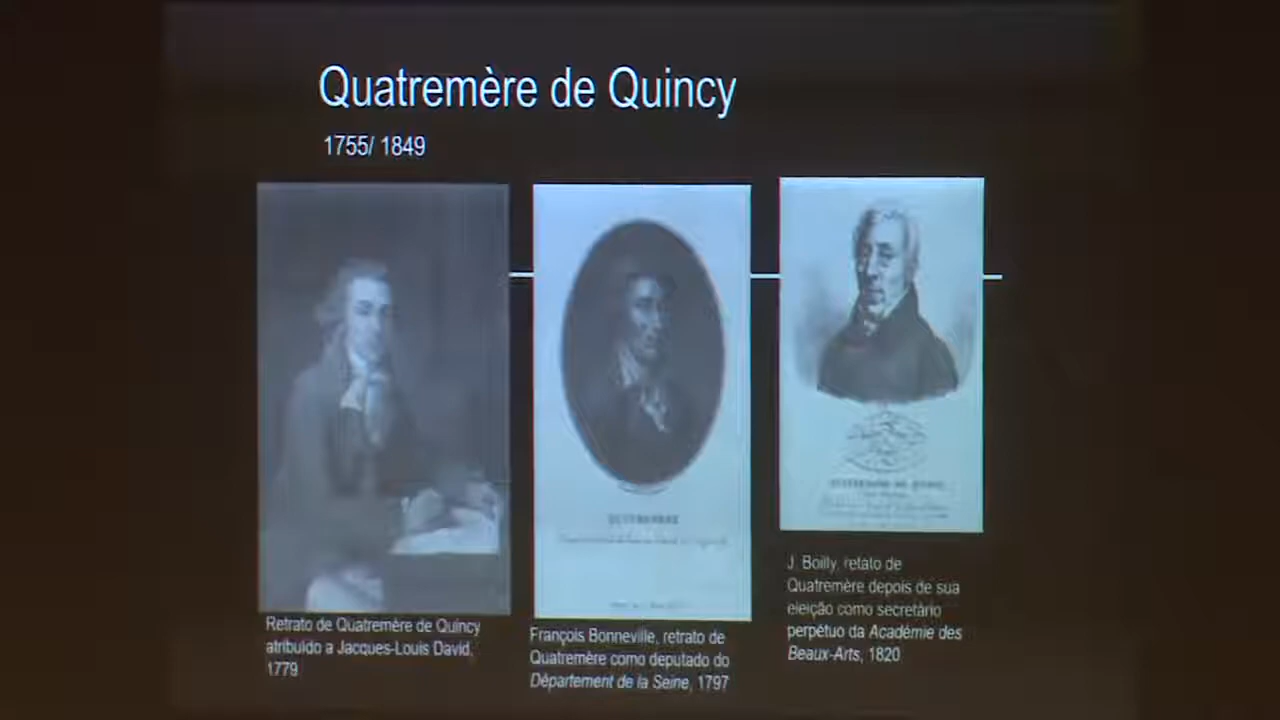 Quatremère de Quincy
1755/ 1849
Retrato de Quatremère de Quincy
atribuído a Jacques-Louis David,
1779
François Bonneville, retrato de
Quatremère como deputado do
Département de la Seine, 1797
J. Boilly, retato de
Quatremère depois de sua
eleição como secretário
perpétuo da Académie des
Beaux-Arts, 1820